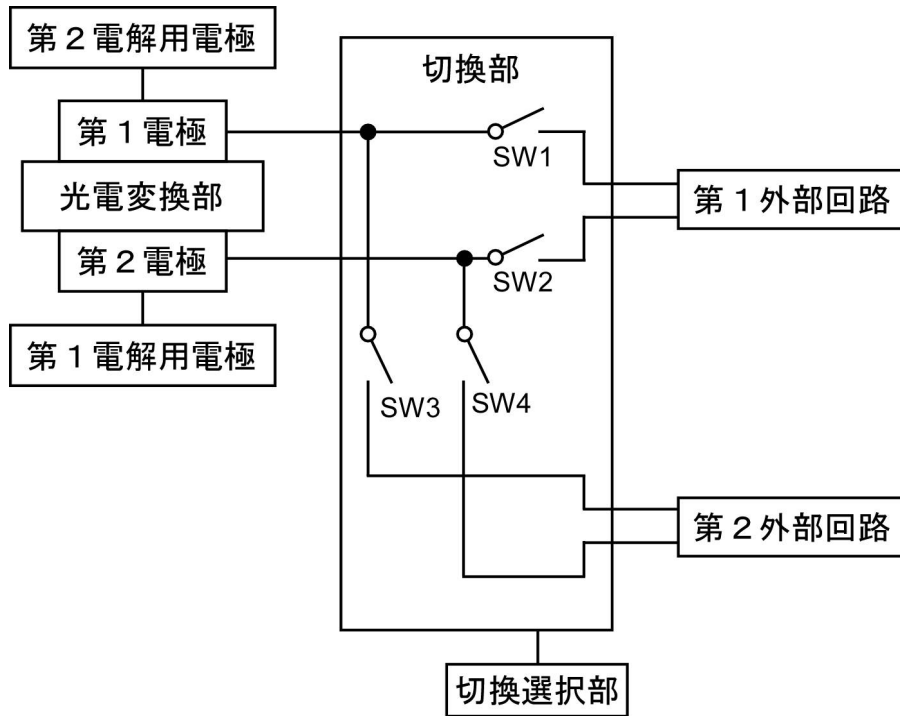 第２電解用電極
切換部
第１電極
SW1
光電変換部
第１外部回路
第２電極
SW2
第１電解用電極
SW3
SW4
第２外部回路
切換選択部